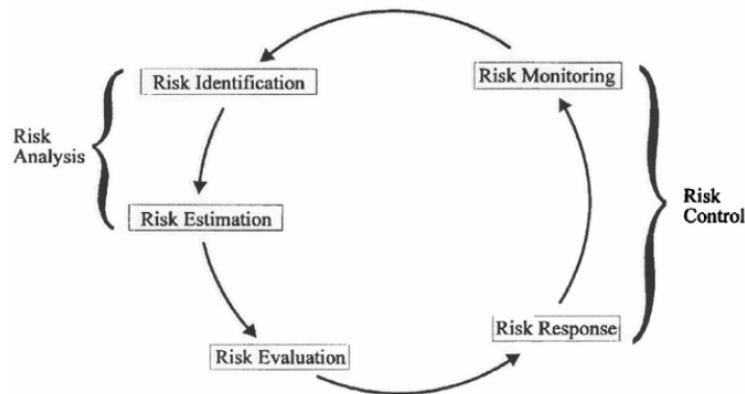 Risk Identification
Risk Monitoring
Risk
Analysis
Risk Estimation
Risk
Control
Risk Response
Risk Evaluation